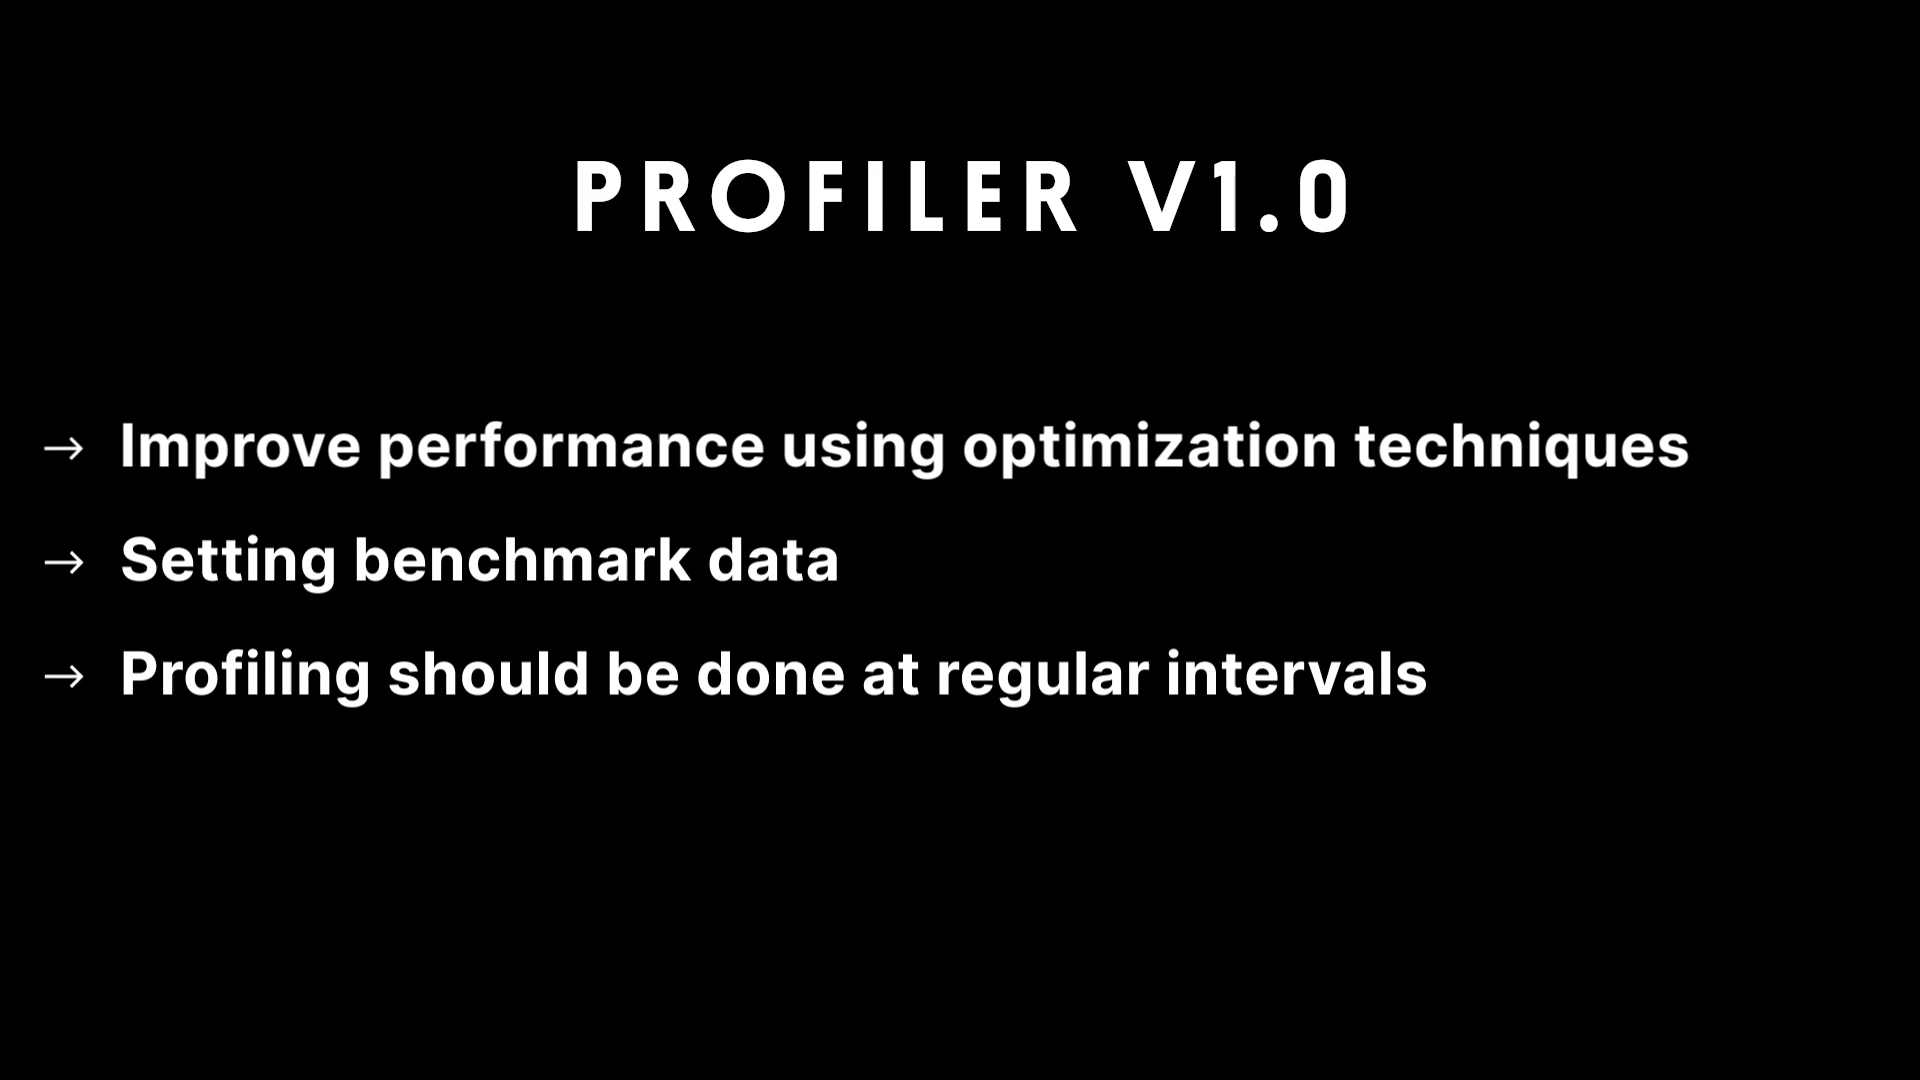 PROFILER V1.0
→ Improve performance using optimization techniques
→ Setting benchmark data
→ Profiling should be done at regular intervals